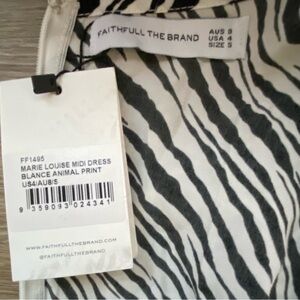 FAITHFULL THE BRAND
AUS 8
USA 4
SIZE S
FF1495
MARIE LOUISE MIDI DRESS
BLANCE ANIMAL PRINT
US4/AU8/S
9 359093 024341
WWW.FAITHFULLTHEBRAND.COM
@FAITHFULLTHEBRAND